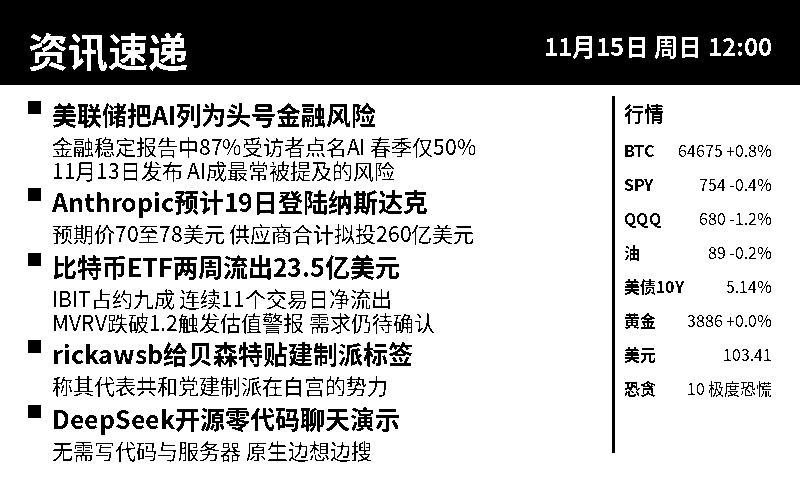 资讯速递
11月15日 周日 12:00
美联储把AI列为头号金融风险
金融稳定报告中87%受访者点名AI 春季仅50%
11月13日发布 AI成最常被提及的风险
Anthropic预计19日登陆纳斯达克
预期价70至78美元 供应商合计拟投260亿美元
比特币ETF两周流出23.5亿美元
IBIT占约九成 连续11个交易日净流出
MVRV跌破1.2触发估值警报 需求仍待确认
rickawsb给贝森特贴建制派标签
称其代表共和党建制派在白宫的势力
DeepSeek开源零代码聊天演示
无需写代码与服务器 原生边想边搜
行情
BTC 64675 +0.8%
SPY 754 -0.4%
QQQ 680 -1.2%
油 89 -0.2%
美债10Y 5.14%
黄金 3886 +0.0%
美元 103.41
恐贪 10 极度恐慌